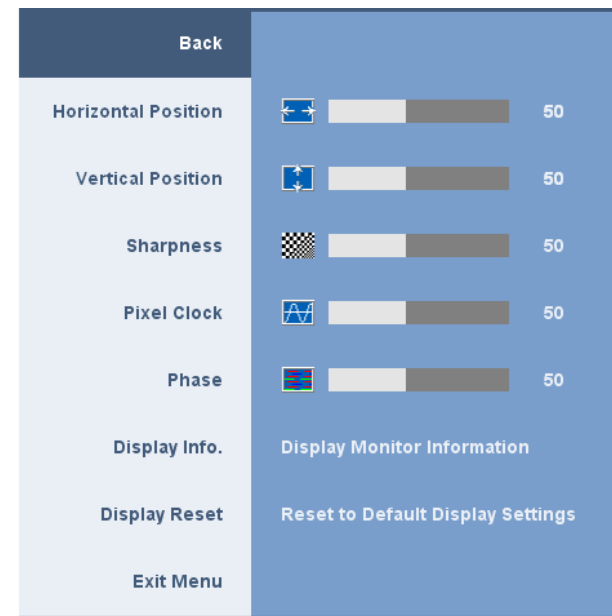 Back
Horizontal Position 50
Vertical Position 50
Sharpness 50
Pixel Clock 50
Phase 50
Display Info. Display Monitor Information
Display Reset Reset to Default Display Settings
Exit Menu